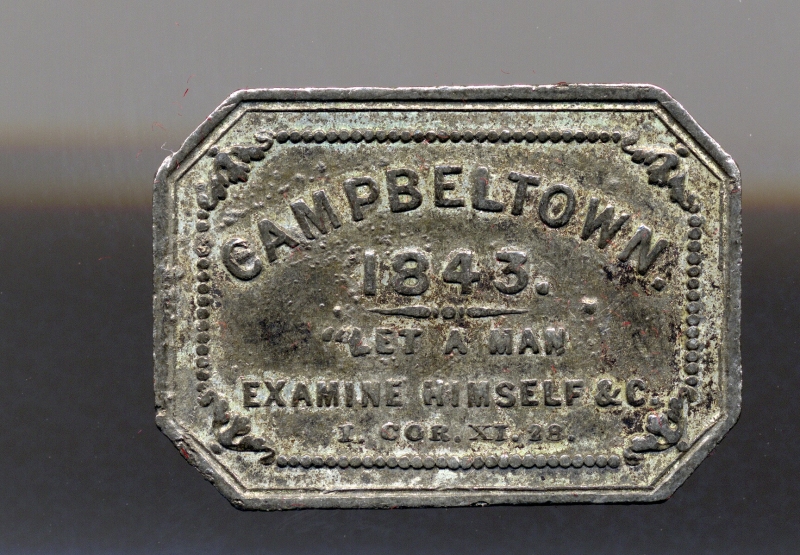 CAMPBELTOWN.
1843.
"LET A MAN
EXAMINE HIMSELF & C.
I. COR. XI. 28.